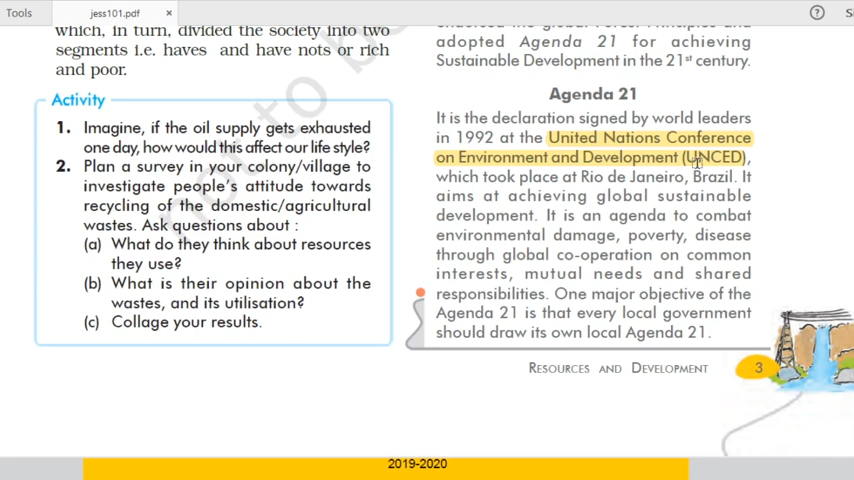 Tools
jess101.pdf
×
?
which, in turn, divided the society into two
segments i.e. haves and have nots or rich
and poor.
Activity
1. Imagine, if the oil supply gets exhausted
one day, how would this affect our life style?
2. Plan a survey in your colony/village to
investigate people's attitude towards
recycling of the domestic/agricultural
wastes. Ask questions about :
(a) What do they think about resources
they use?
(b) What is their opinion about the
wastes, and its utilisation?
(c) Collage your results.
not to be
endorsed the global Forest Principles and
adopted Agenda 21 for achieving
Sustainable Development in the 21st century.
Agenda 21
It is the declaration signed by world leaders
in 1992 at the United Nations Conference
on Environment and Development (UNCED),
which took place at Rio de Janeiro, Brazil. It
aims at achieving global sustainable
development. It is an agenda to combat
environmental damage, poverty, disease
through global co-operation on common
interests, mutual needs and shared
responsibilities. One major objective of the
Agenda 21 is that every local government
should draw its own local Agenda 21.
RESOURCES AND DEVELOPMENT 3
2019-2020